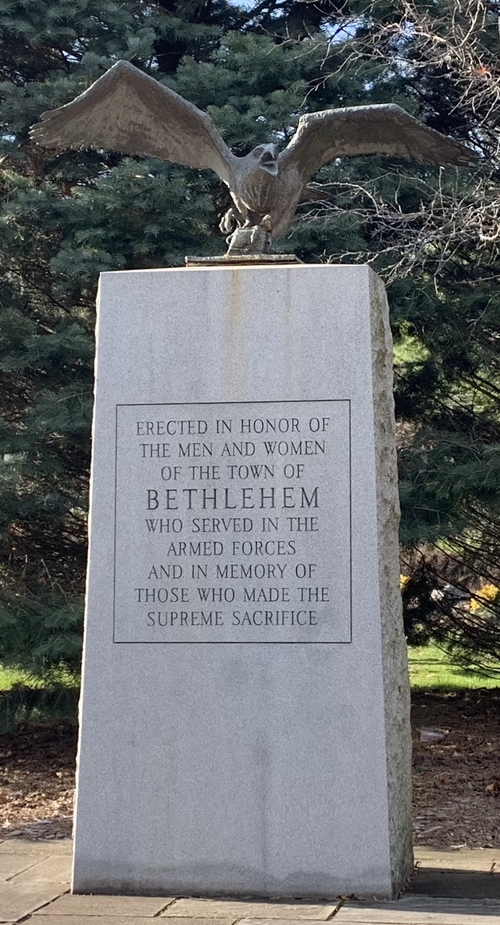 ERECTED IN HONOR OF
THE MEN AND WOMEN
OF THE TOWN OF
BETHLEHEM
WHO SERVED IN THE
ARMED FORCES
AND IN MEMORY OF
THOSE WHO MADE THE
SUPREME SACRIFICE